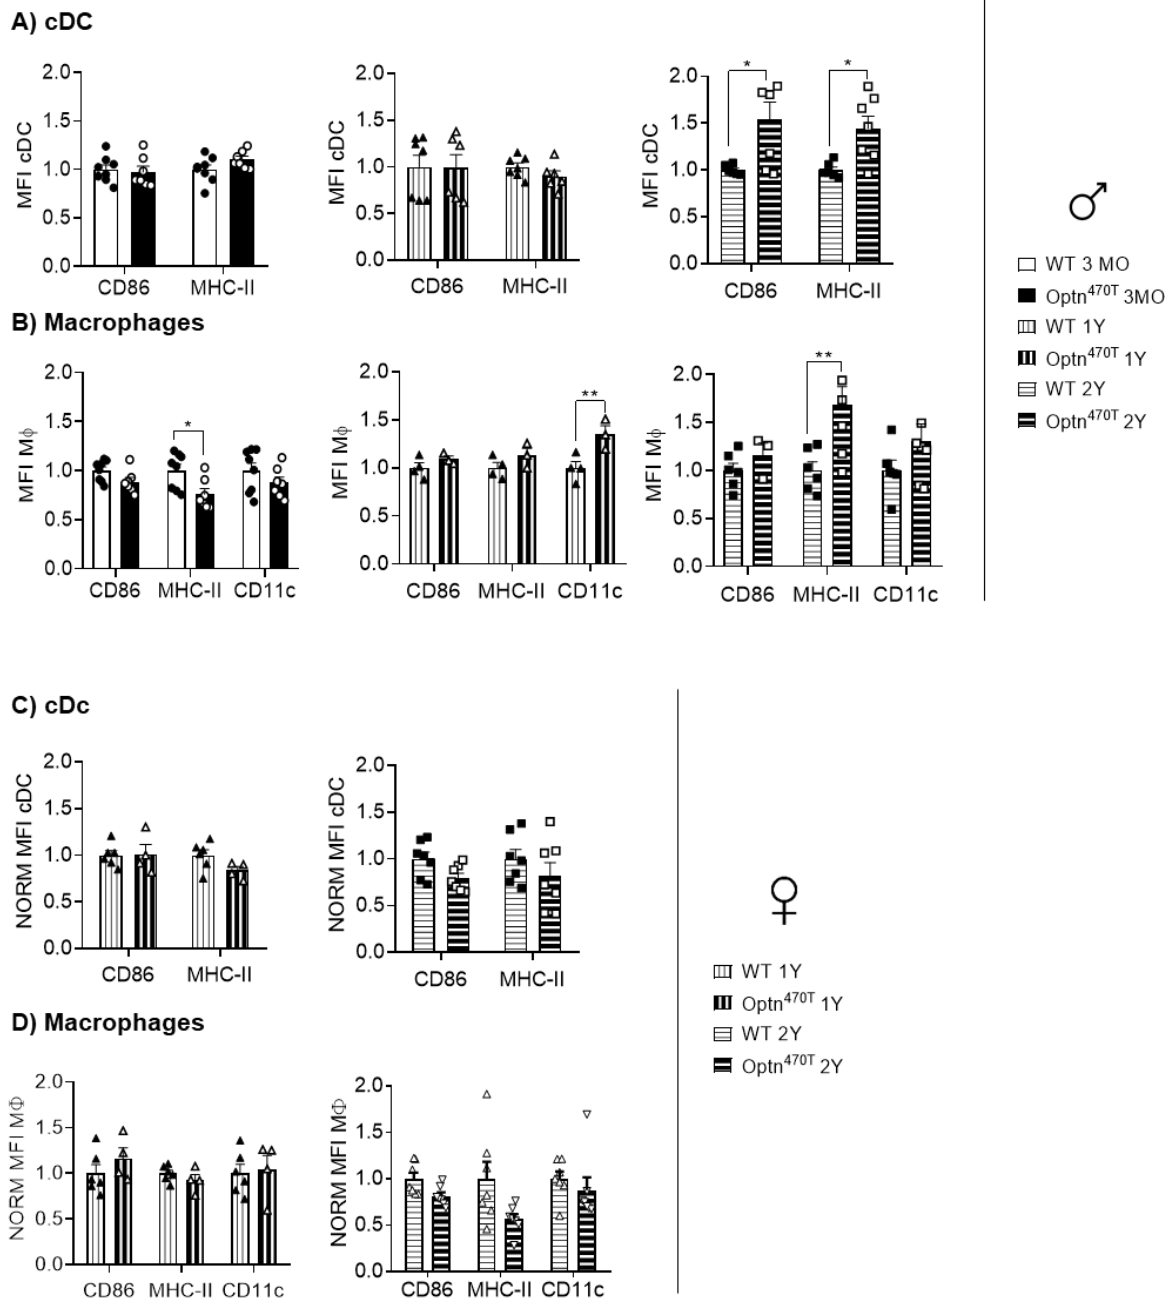 A) cDC
MFI cDC
2.0
1.5
1.0
0.5
0.0
CD86 MHC-II
MFI cDC
2.0
1.5
1.0
0.5
0.0
CD86 MHC-II
MFI cDC
2.0
1.5
1.0
0.5
0.0
* *
CD86 MHC-II
♂
WT 3 MO
Optn470T 3MO
WT 1Y
Optn470T 1Y
WT 2Y
Optn470T 2Y
B) Macrophages
MFI Mϕ
2.0
1.5
1.0
0.5
0.0
*
CD86 MHC-II CD11c
MFI Mϕ
2.0
1.5
1.0
0.5
0.0
**
CD86 MHC-II CD11c
MFI Mϕ
2.0
1.5
1.0
0.5
0.0
**
CD86 MHC-II CD11c
C) cDc
NORM MFI cDC
2.0
1.5
1.0
0.5
0.0
CD86 MHC-II
NORM MFI cDC
2.0
1.5
1.0
0.5
0.0
CD86 MHC-II
♀
WT 1Y
Optn470T 1Y
WT 2Y
Optn470T 2Y
D) Macrophages
NORM MFI MΦ
2.0
1.5
1.0
0.5
0.0
CD86 MHC-II CD11c
NORM MFI MΦ
2.0
1.5
1.0
0.5
0.0
CD86 MHC-II CD11c